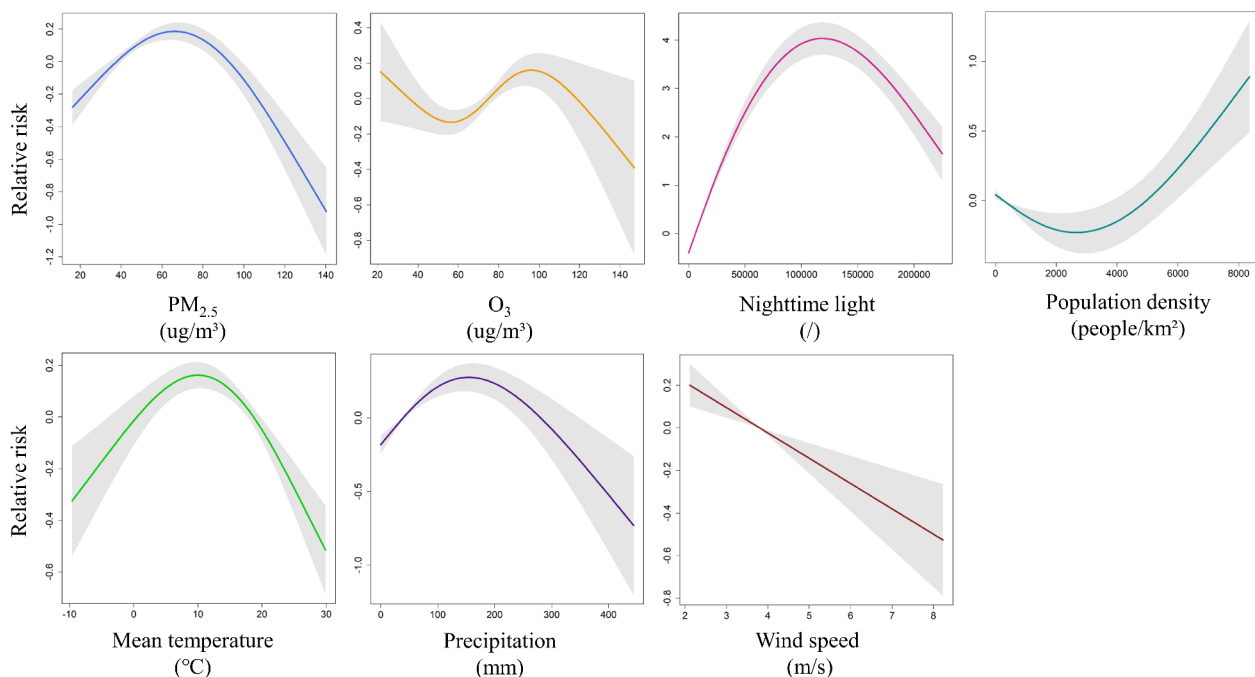 Relative risk
0.2
0.0
-0.2
-0.4
-0.6
-0.8
-1.0
-1.2
20 40 60 80 100 120 140
PM2.5
(ug/m³)
0.4
0.2
0.0
-0.2
-0.4
-0.6
-0.8
20 40 60 80 100 120 140
O3
(ug/m³)
4
3
2
1
0
0 50000 100000 150000 200000
Nighttime light
(/)
1.0
0.5
0.0
0 2000 4000 6000 8000
Population density
(people/km²)
Relative risk
0.2
0.0
-0.2
-0.4
-0.6
-10 0 10 20 30
Mean temperature
(°C)
0.0
-0.5
-1.0
0 100 200 300 400
Precipitation
(mm)
0.2
0.0
-0.2
-0.4
-0.6
-0.8
2 3 4 5 6 7 8
Wind speed
(m/s)